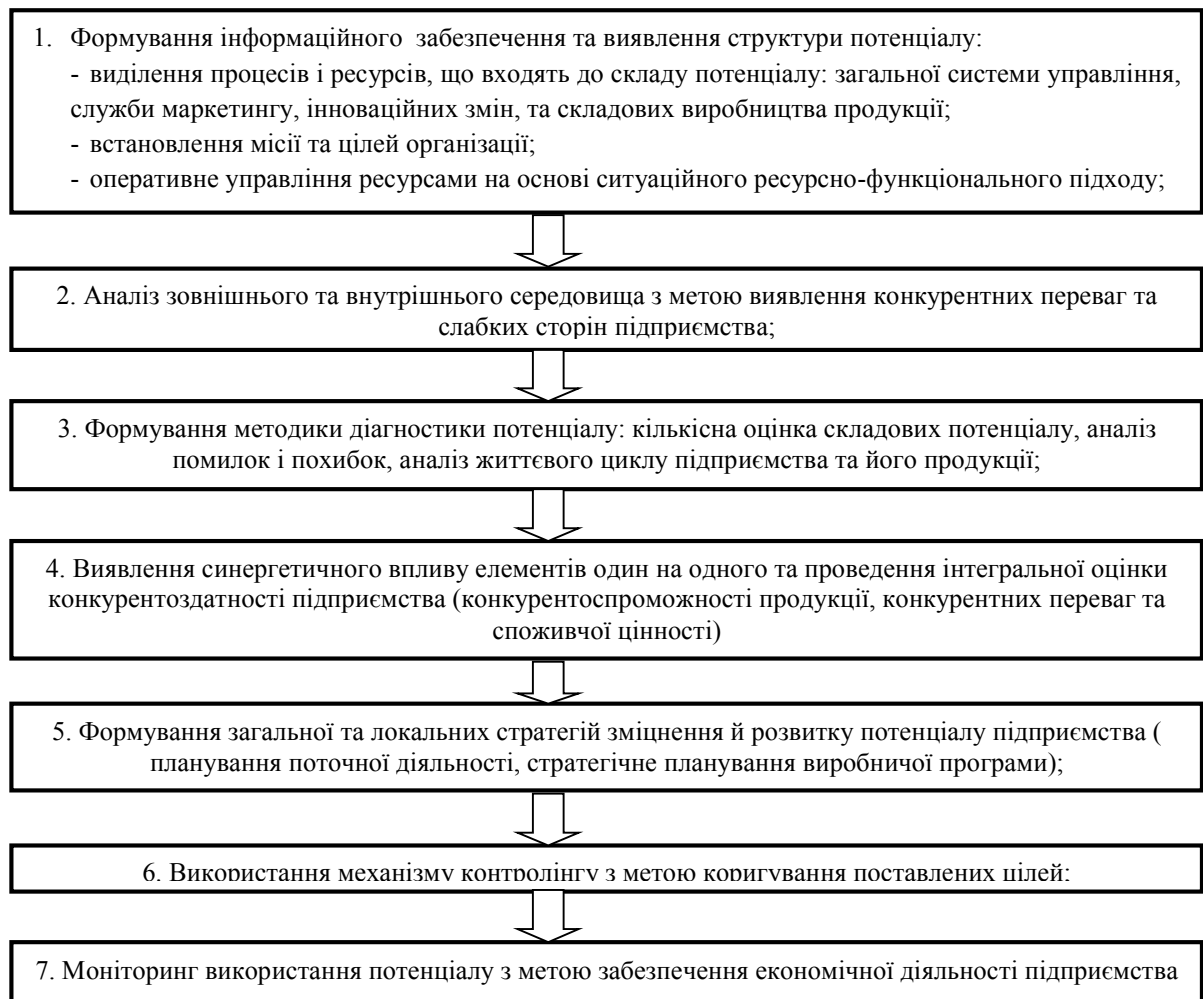 1. Формування інформаційного забезпечення та виявлення структури потенціалу:
- виділення процесів і ресурсів, що входять до складу потенціалу: загальної системи управління,
служби маркетингу, інноваційних змін, та складових виробництва продукції;
- встановлення місії та цілей організації;
- оперативне управління ресурсами на основі ситуаційного ресурсно-функціонального підходу;
2. Аналіз зовнішнього та внутрішнього середовища з метою виявлення конкурентних переваг та
слабких сторін підприємства;
3. Формування методики діагностики потенціалу: кількісна оцінка складових потенціалу, аналіз
помилок і похибок, аналіз життєвого циклу підприємства та його продукції;
4. Виявлення синергетичного впливу елементів один на одного та проведення інтегральної оцінки
конкурентоздатності підприємства (конкурентоспроможності продукції, конкурентних переваг та
споживчої цінності)
5. Формування загальної та локальних стратегій зміцнення й розвитку потенціалу підприємства (
планування поточної діяльності, стратегічне планування виробничої програми);
6. Використання механізму контролінгу з метою коригування поставлених цілей;
7. Моніторинг використання потенціалу з метою забезпечення економічної діяльності підприємства